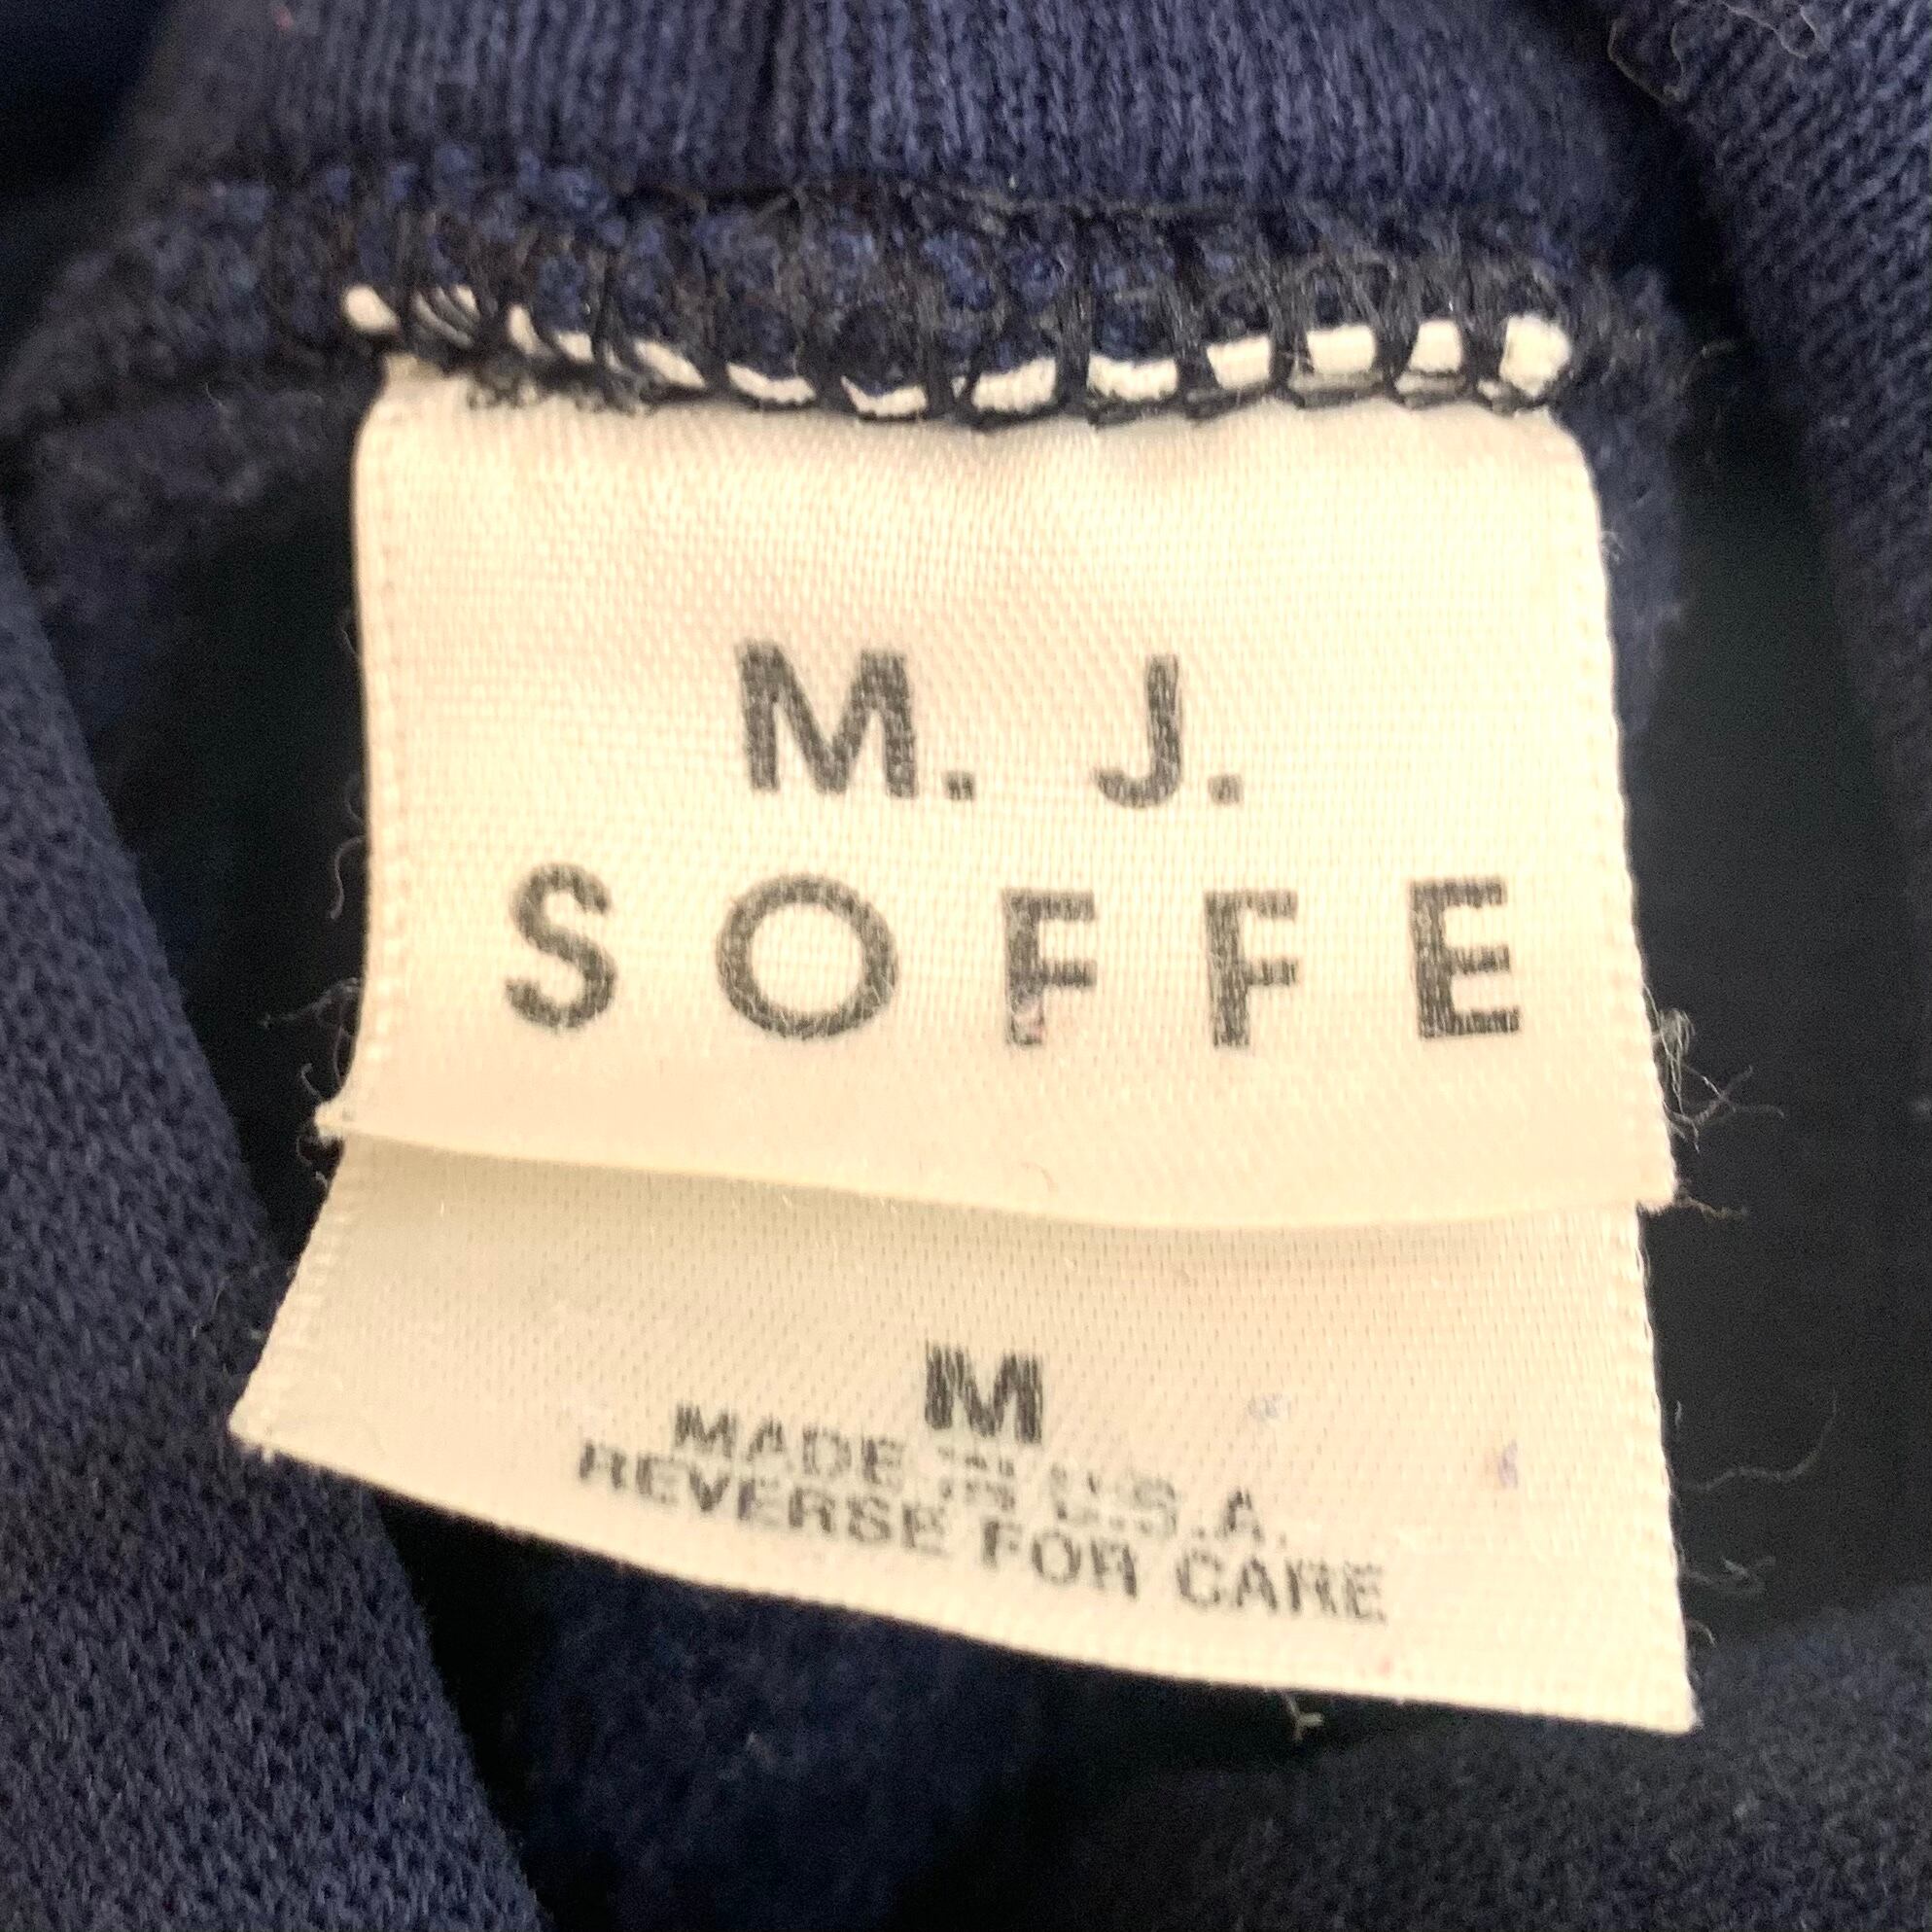 M. J.
SOFFE
M
MADE IN U.S.A.
REVERSE FOR CARE